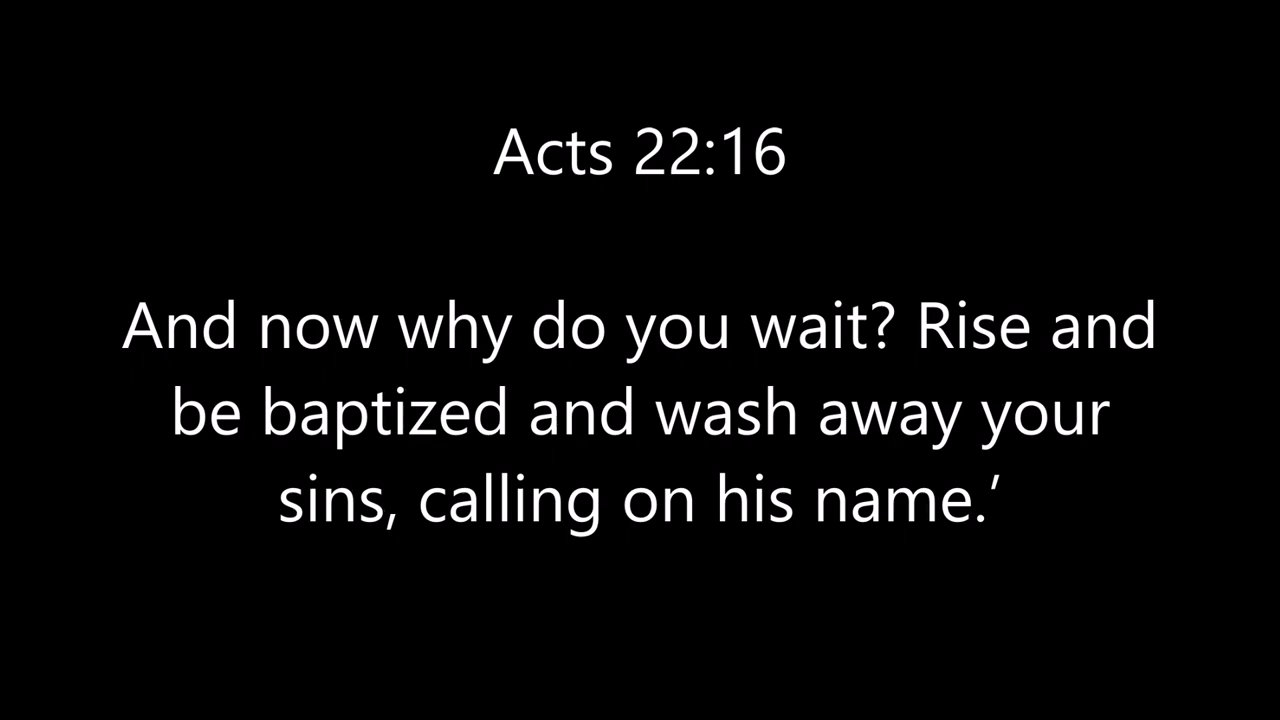 Acts 22:16
And now why do you wait? Rise and
be baptized and wash away your
sins, calling on his name.’